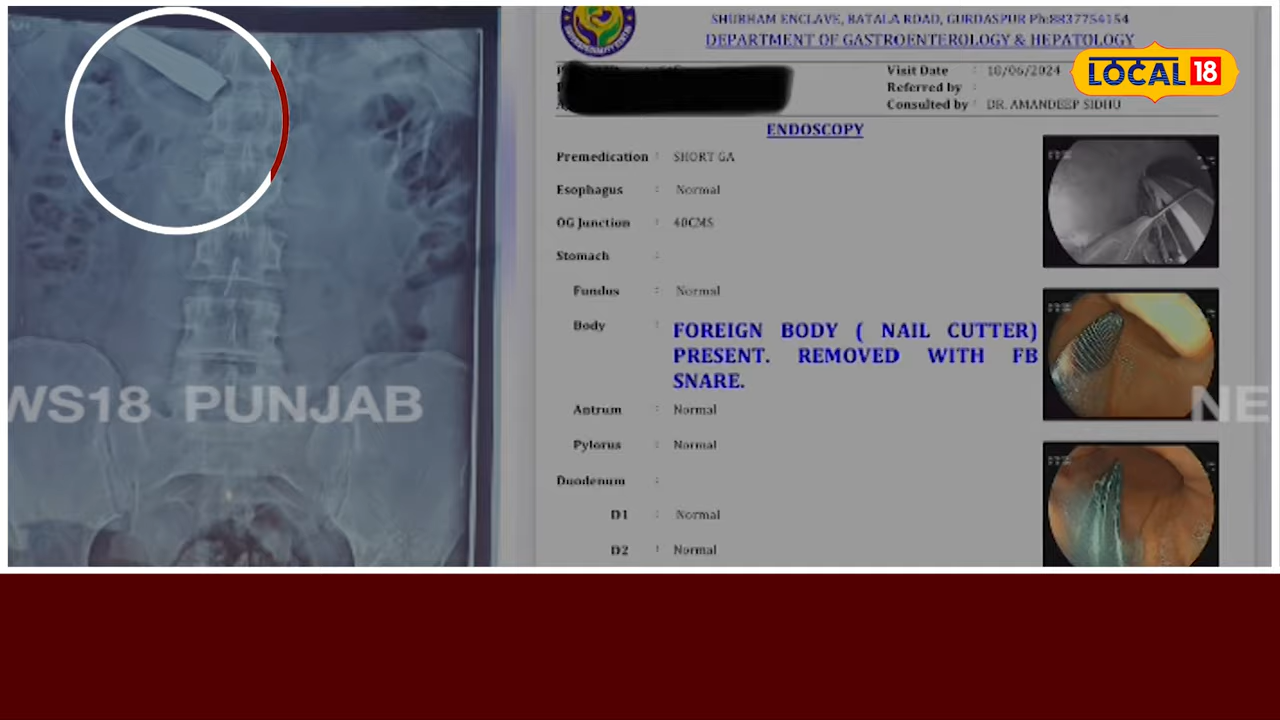 SHUBHAM ENCLAVE, BATALA ROAD, GURDASPUR Ph:8837754154
DEPARTMENT OF GASTROENTEROLOGY & HEPATOLOGY
Visit Date : 18/06/2024
Referred by :
Consulted by : DR. AMANDEEP SIDHU
LOCAL 18
ENDOSCOPY
Premedication : SHORT GA
Esophagus : Normal
OG Junction : 40CMS
Stomach :
Fundus : Normal
Body : FOREIGN BODY ( NAIL CUTTER)
PRESENT. REMOVED WITH FB
SNARE.
Antrum : Normal
Pylorus : Normal
Duodenum :
D1 : Normal
D2 : Normal
WS18 PUNJAB
NE